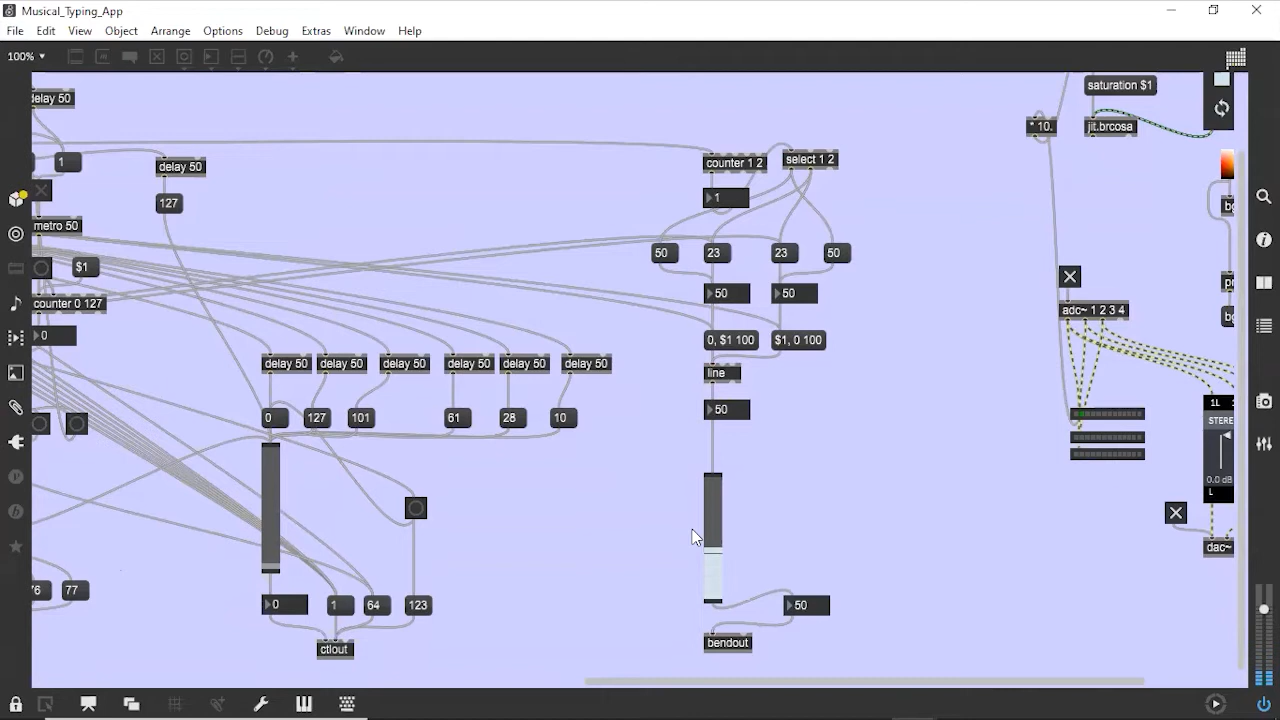 Musical_Typing_App
File Edit View Object Arrange Options Debug Extras Window Help
100%
delay 50
saturation $1
* 10.
jit.brcosa
1
delay 50
counter 1 2
select 1 2
127
1
metro 50
50
23
23
50
$1
adc~ 1 2 3 4
counter 0 127
50
50
0
0, $1 100
$1, 0 100
delay 50
delay 50
delay 50
delay 50
delay 50
delay 50
line
1L
0
127
101
61
28
10
50
STERE
0.0 dB
L
dac~
76
77
0
1
64
123
50
ctlout
bendout